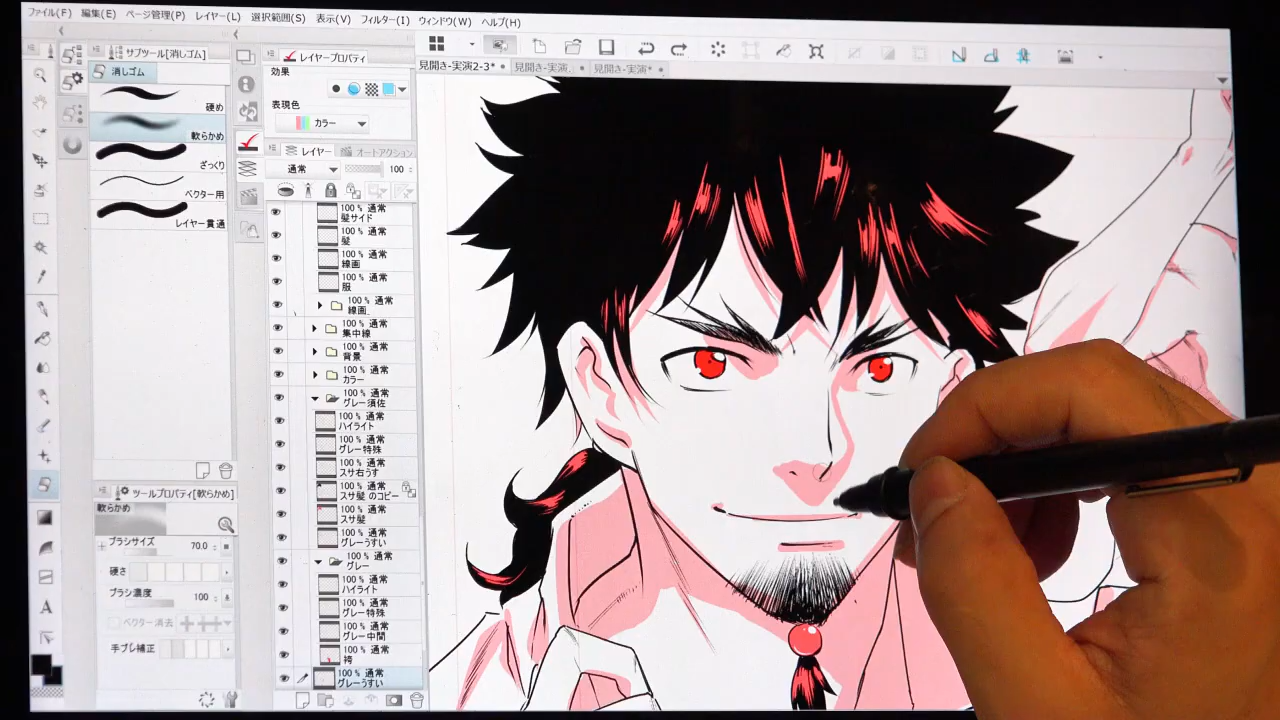 ファイル(F) 編集(E) ページ管理(P) レイヤー(L) 選択範囲(S) 表示(V) フィルター(I) ウィンドウ(W) ヘルプ(H)
サブツール[消しゴム]
消しゴム
硬め
軟らかめ
ざっくり
ベクター用
レイヤー貫通
レイヤープロパティ
効果
表現色
カラー
レイヤー オートアクション
通常 100
見開き-実演2-3* 見開き-実演. 見開き-実演*
100 % 通常
髪サイド
100 % 通常
髪
100 % 通常
線画
100 % 通常
服
100 % 通常
線画
100 % 通常
集中線
100 % 通常
背景
100 % 通常
カラー
100 % 通常
グレー須佐
100 % 通常
ハイライト
100 % 通常
グレー特殊
100 % 通常
スサ右うす
100 % 通常
スサ髪 のコピー
100 % 通常
スサ髪
100 % 通常
グレーうすい
100 % 通常
グレー
100 % 通常
ハイライト
100 % 通常
グレー特殊
100 % 通常
グレー中間
100 % 通常
袴
100 % 通常
グレーうすい
ツールプロパティ[軟らかめ]
軟らかめ
ブラシサイズ 70.0
硬さ
ブラシ濃度 100
ベクター消去
手ブレ補正